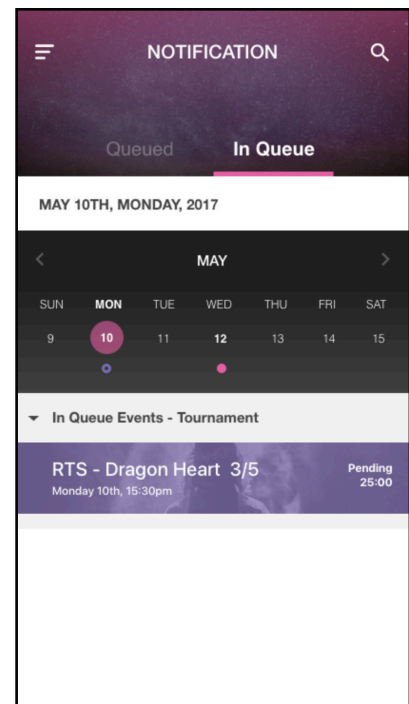 NOTIFICATION
Queued In Queue
MAY 10TH, MONDAY, 2017
MAY
SUN MON TUE WED THU FRI SAT
9 10 11 12 13 14 15
In Queue Events - Tournament
RTS - Dragon Heart 3/5
Pending
Monday 10th, 15:30pm
25:00